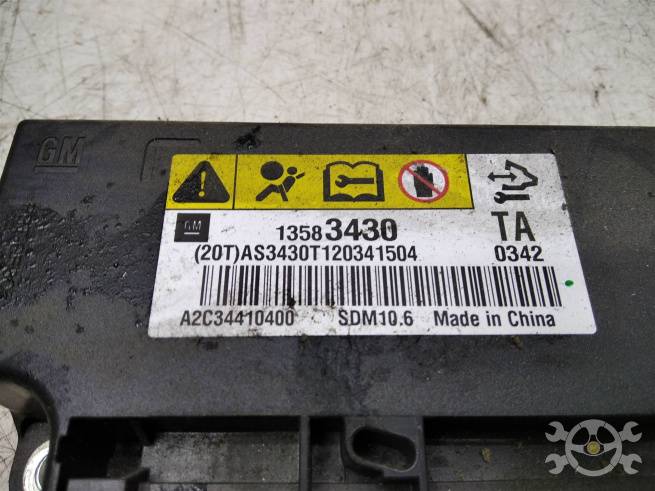 GM
GM 13583430 TA
(20T)AS3430T120341504 0342
A2C34410400 SDM10.6 Made in China